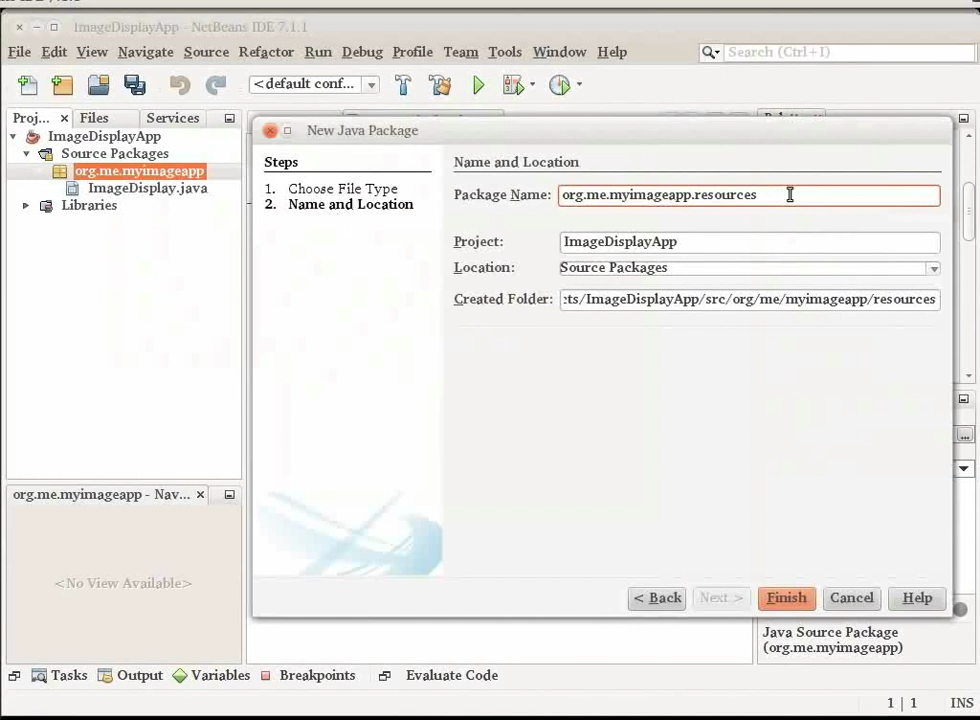 ImageDisplayApp - NetBeans IDE 7.1.1
File Edit View Navigate Source Refactor Run Debug Profile Team Tools Window Help
Search (Ctrl+I)
<default conf...
Proj... Files Services
ImageDisplayApp
Source Packages
org.me.myimageapp
ImageDisplay.java
Libraries
New Java Package
Steps
1. Choose File Type
2. Name and Location
Name and Location
Package Name: org.me.myimageapp.resources
Project: ImageDisplayApp
Location: Source Packages
Created Folder: :ts/ImageDisplayApp/src/org/me/myimageapp/resources
< Back Next > Finish Cancel Help
org.me.myimageapp - Nav...
<No View Available>
Java Source Package
(org.me.myimageapp)
Tasks Output Variables Breakpoints Evaluate Code
1 | 1 INS